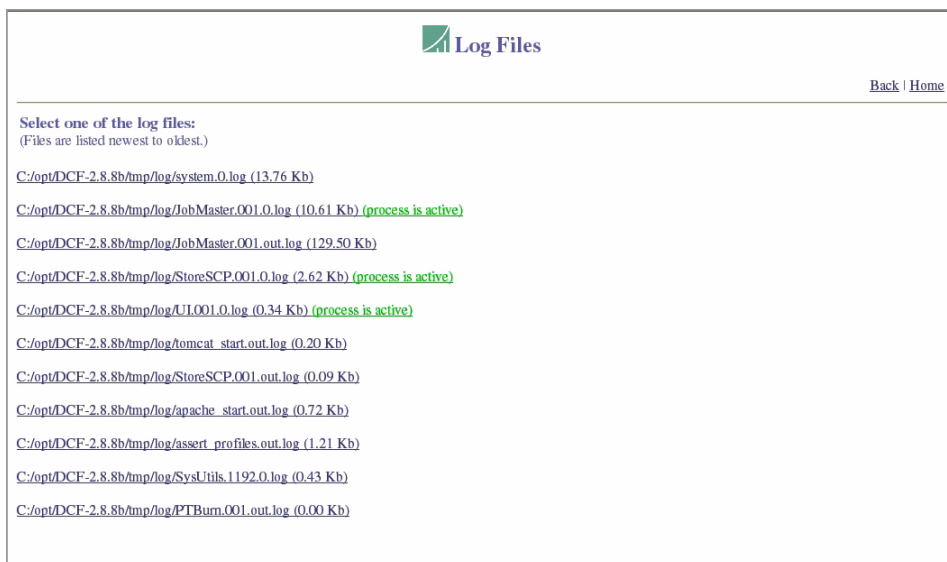 Log Files
Back | Home
Select one of the log files:
(Files are listed newest to oldest.)
C:/opt/DCF-2.8.8b/tmp/log/system.0.log (13.76 Kb)
C:/opt/DCF-2.8.8b/tmp/log/JobMaster.001.0.log (10.61 Kb) (process is active)
C:/opt/DCF-2.8.8b/tmp/log/JobMaster.001.out.log (129.50 Kb)
C:/opt/DCF-2.8.8b/tmp/log/StoreSCP.001.0.log (2.62 Kb) (process is active)
C:/opt/DCF-2.8.8b/tmp/log/UI.001.0.log (0.34 Kb) (process is active)
C:/opt/DCF-2.8.8b/tmp/log/tomcat_start.out.log (0.20 Kb)
C:/opt/DCF-2.8.8b/tmp/log/StoreSCP.001.out.log (0.09 Kb)
C:/opt/DCF-2.8.8b/tmp/log/apache_start.out.log (0.72 Kb)
C:/opt/DCF-2.8.8b/tmp/log/assert_profiles.out.log (1.21 Kb)
C:/opt/DCF-2.8.8b/tmp/log/SysUtils.1192.0.log (0.43 Kb)
C:/opt/DCF-2.8.8b/tmp/log/PTBurn.001.out.log (0.00 Kb)